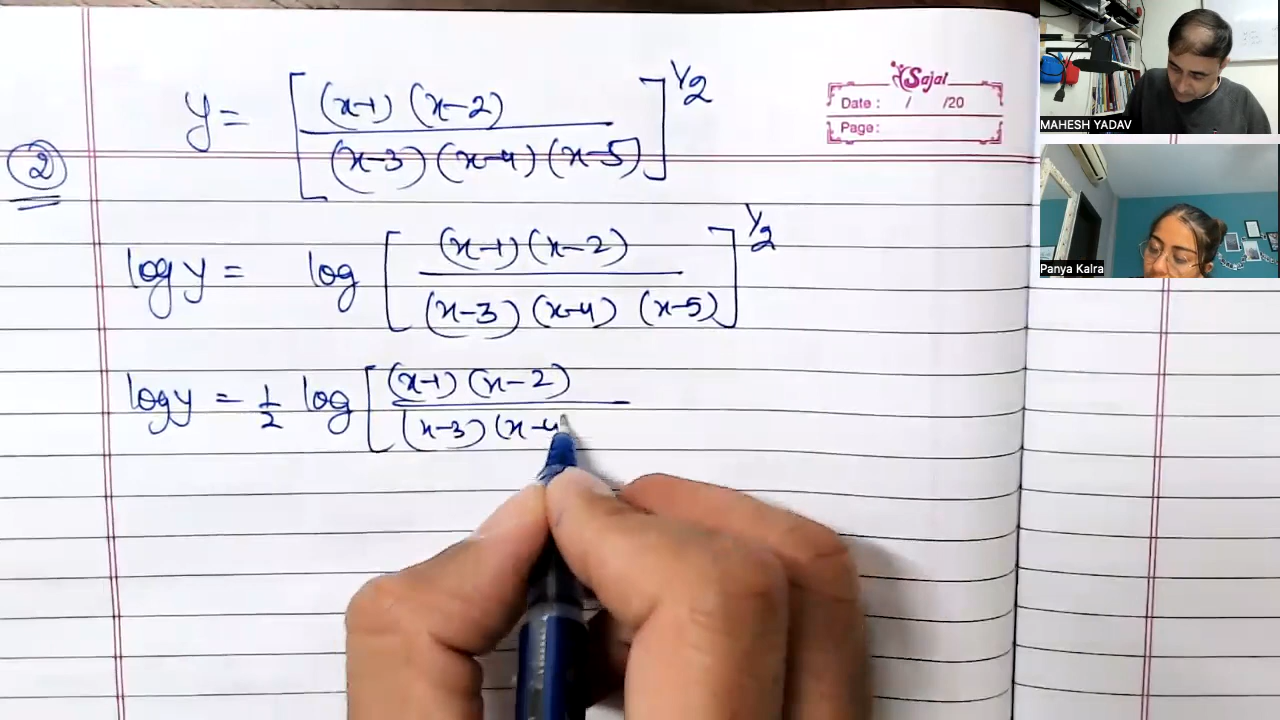 y = [ (x-1) (x-2) / (x-3) (x-4) (x-5) ]^1/2
Sajal
Date : / /20
Page :
MAHESH YADAV
2
log y = log [ (x-1) (x-2) / (x-3) (x-4) (x-5) ]^1/2
Panya Kalra
log y = 1/2 log [ (x-1) (x-2) / (x-3) (x-4